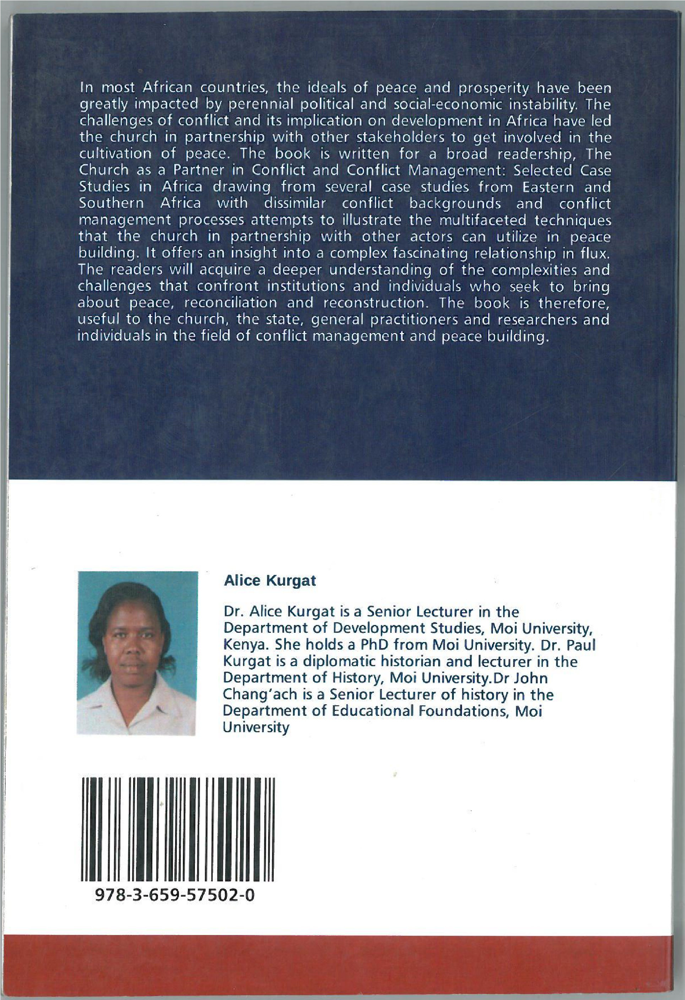 In most African countries, the ideals of peace and prosperity have been
greatly impacted by perennial political and social-economic instability. The
challenges of conflict and its implication on development in Africa have led
the church in partnership with other stakeholders to get involved in the
cultivation of peace. The book is written for a broad readership, The
Church as a Partner in Conflict and Conflict Management: Selected Case
Studies in Africa drawing from several case studies from Eastern and
Southern Africa with dissimilar conflict backgrounds and conflict
management processes attempts to illustrate the multifaceted techniques
that the church in partnership with other actors can utilize in peace
building. It offers an insight into a complex fascinating relationship in flux.
The readers will acquire a deeper understanding of the complexities and
challenges that confront institutions and individuals who seek to bring
about peace, reconciliation and reconstruction. The book is therefore,
useful to the church, the state, general practitioners and researchers and
individuals in the field of conflict management and peace building.
Alice Kurgat
Dr. Alice Kurgat is a Senior Lecturer in the
Department of Development Studies, Moi University,
Kenya. She holds a PhD from Moi University. Dr. Paul
Kurgat is a diplomatic historian and lecturer in the
Department of History, Moi University.Dr John
Chang'ach is a Senior Lecturer of history in the
Department of Educational Foundations, Moi
University
978-3-659-57502-0